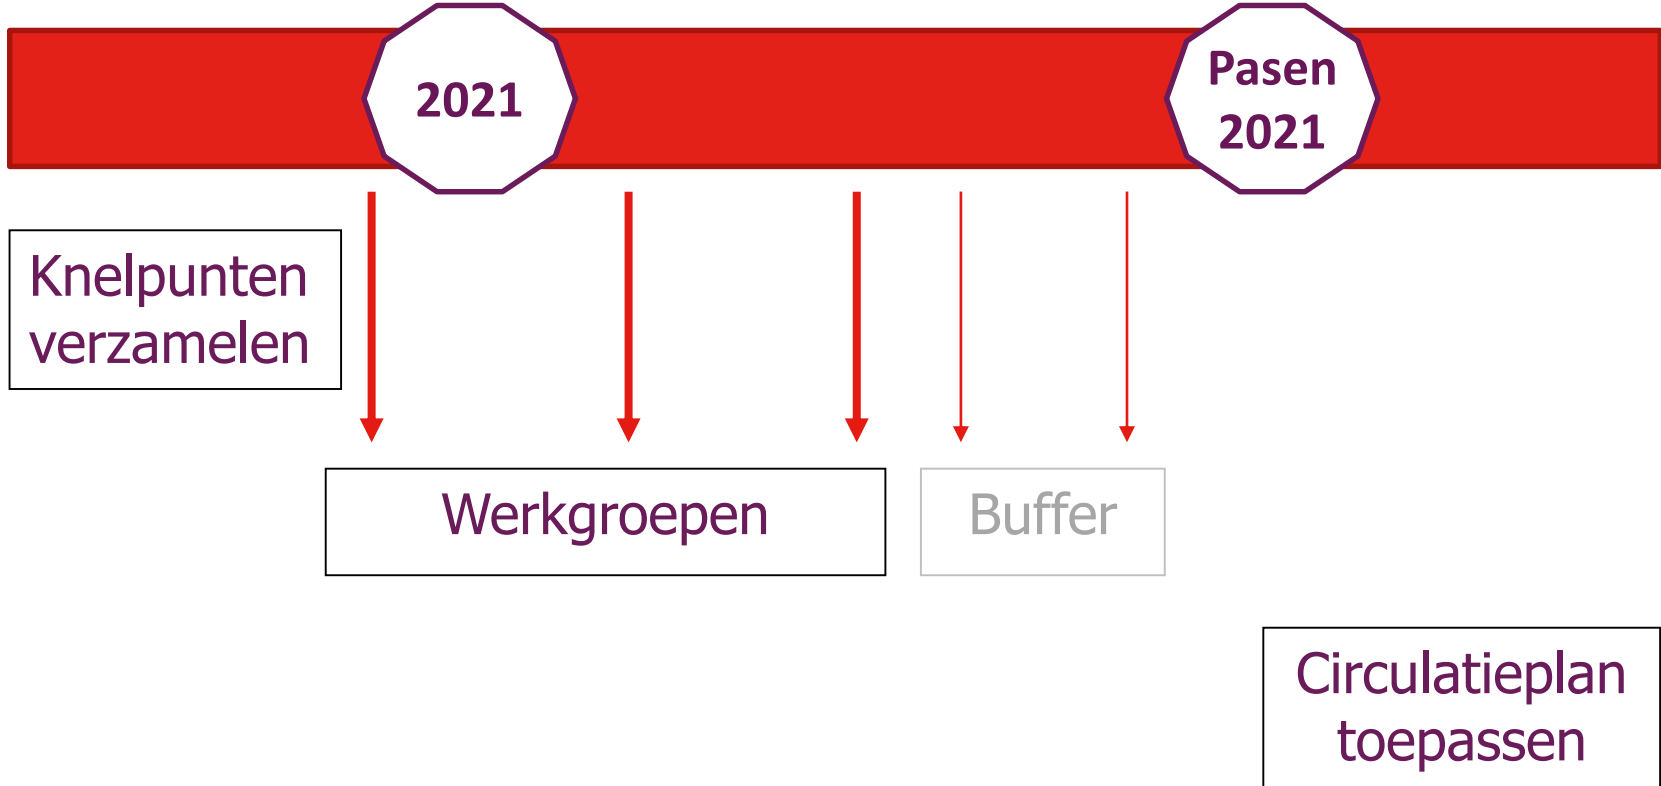 2021
Pasen
2021
Knelpunten
verzamelen
Werkgroepen
Buffer
Circulatieplan
toepassen